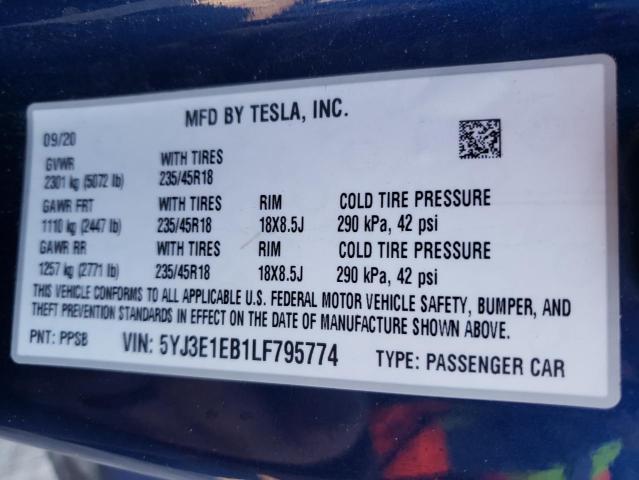 MFD BY TESLA, INC.
09/20
GVWR WITH TIRES
2301 kg (5072 lb) 235/45R18
GAWR FRT WITH TIRES RIM COLD TIRE PRESSURE
1110 kg (2447 lb) 235/45R18 18X8.5J 290 kPa, 42 psi
GAWR RR WITH TIRES RIM COLD TIRE PRESSURE
1257 kg (2771 lb) 235/45R18 18X8.5J 290 kPa, 42 psi
THIS VEHICLE CONFORMS TO ALL APPLICABLE U.S. FEDERAL MOTOR VEHICLE SAFETY, BUMPER, AND
THEFT PREVENTION STANDARDS IN EFFECT ON THE DATE OF MANUFACTURE SHOWN ABOVE.
PNT: PPSB VIN: 5YJ3E1EB1LF795774 TYPE: PASSENGER CAR